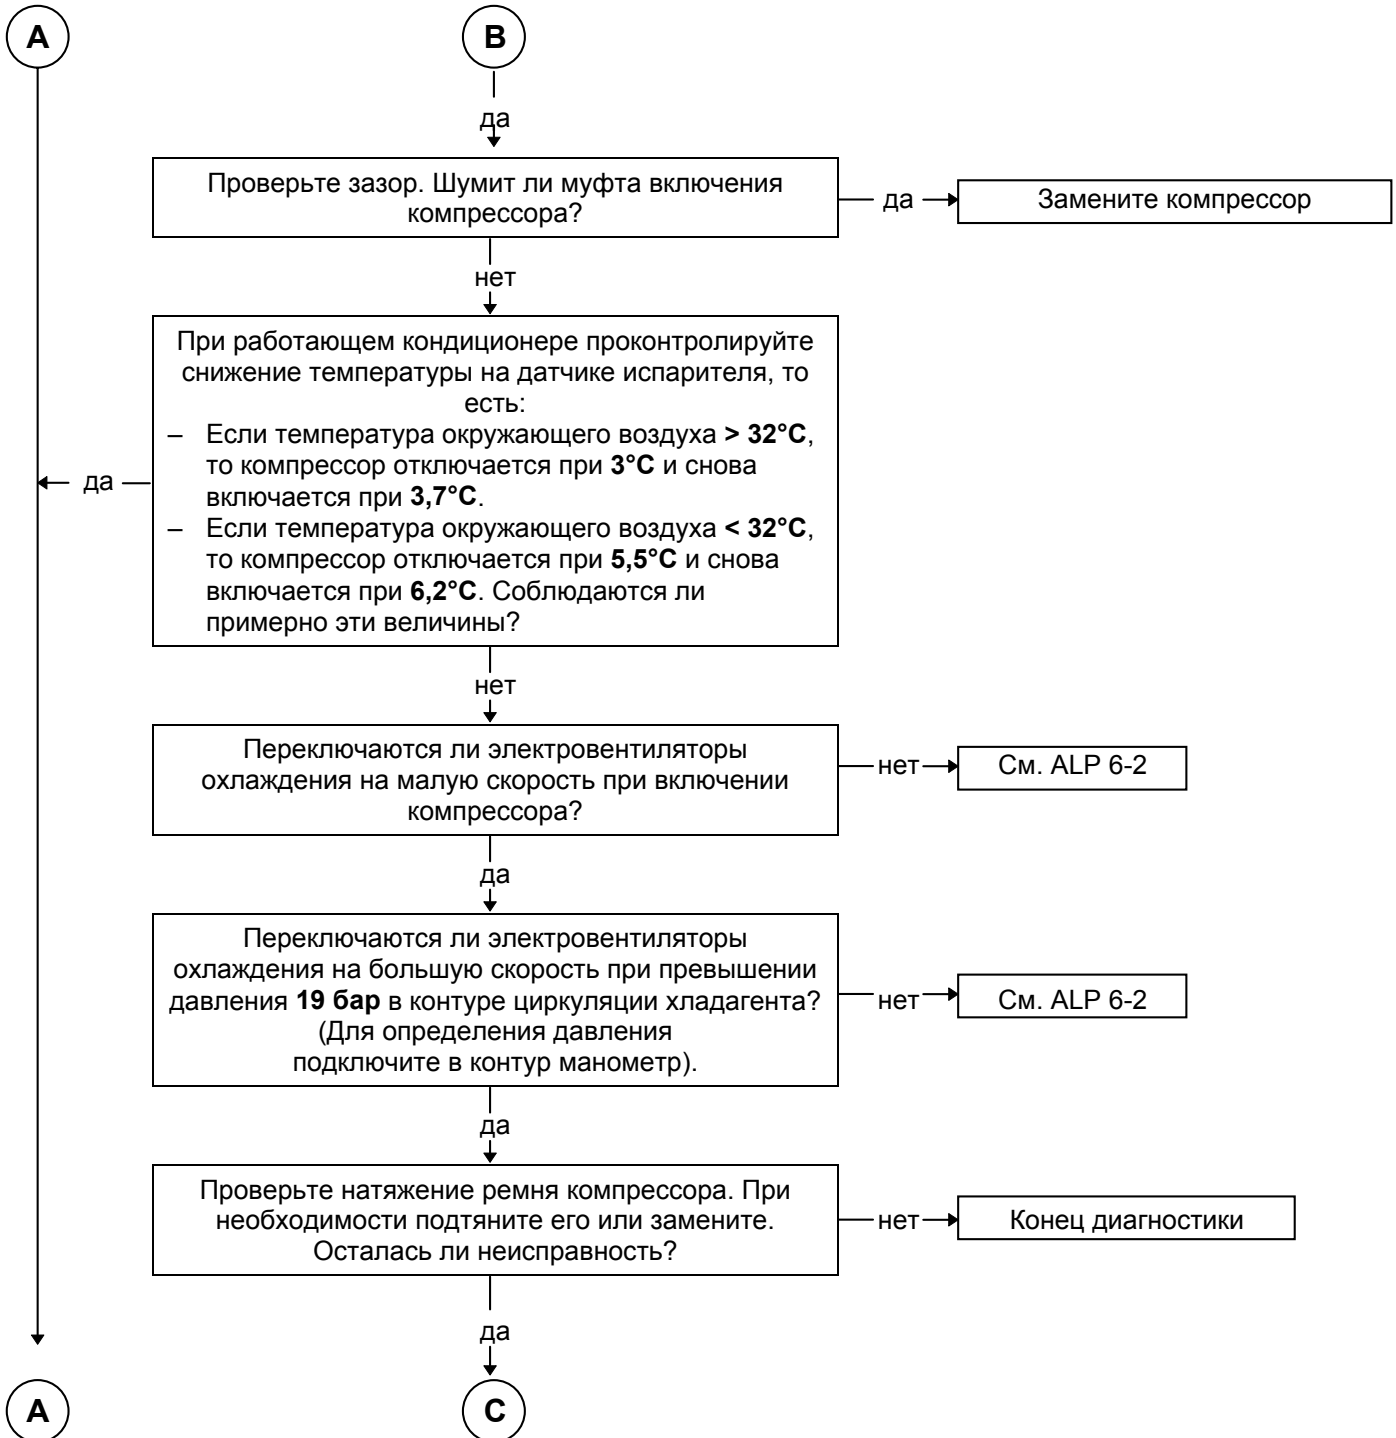 A
B
да
Проверьте зазор. Шумит ли муфта включения
компрессора?
да
Замените компрессор
нет
При работающем кондиционере проконтролируйте
снижение температуры на датчике испарителя, то
есть:
– Если температура окружающего воздуха > 32°C,
то компрессор отключается при 3°C и снова
включается при 3,7°C.
– Если температура окружающего воздуха < 32°C,
то компрессор отключается при 5,5°C и снова
включается при 6,2°C. Соблюдаются ли
примерно эти величины?
да
нет
Переключаются ли электровентиляторы
охлаждения на малую скорость при включении
компрессора?
нет
См. ALP 6-2
да
Переключаются ли электровентиляторы
охлаждения на большую скорость при превышении
давления 19 бар в контуре циркуляции хладагента?
(Для определения давления
подключите в контур манометр).
нет
См. ALP 6-2
да
Проверьте натяжение ремня компрессора. При
необходимости подтяните его или замените.
Осталась ли неисправность?
нет
Конец диагностики
да
A
C